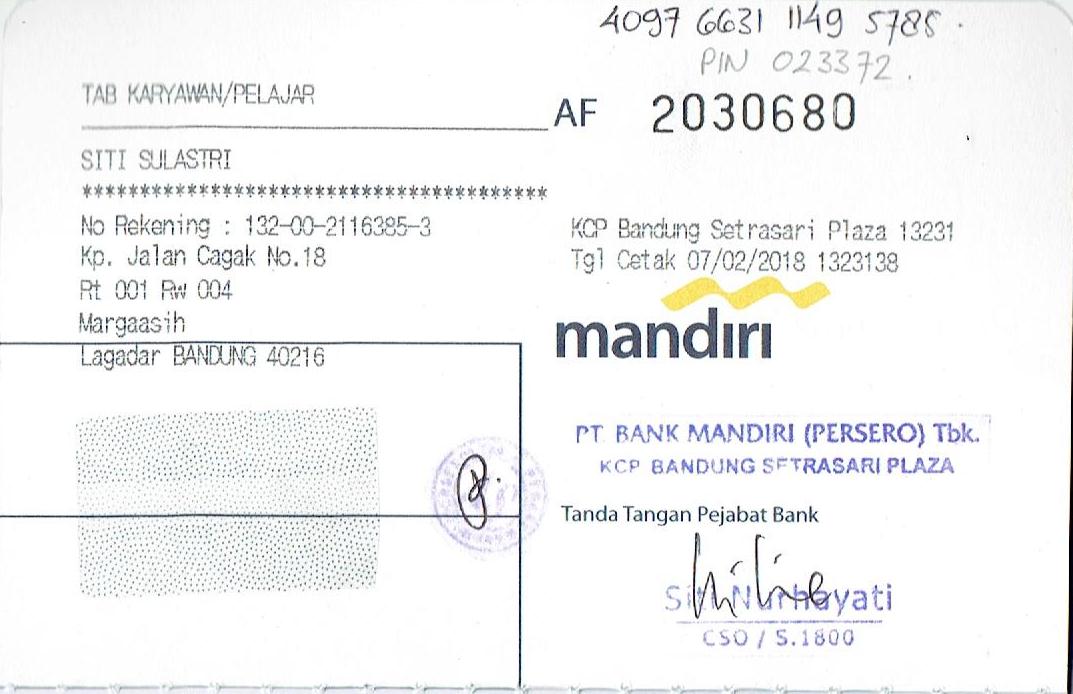 4097 6631 1149 5785.
PIN 023372.
TAB KARYAWAN/PELAJAR
AF 2030680
SITI SULASTRI
****************************************
No Rekening : 132-00-2116385-3
Kp. Jalan Cagak No.18
Rt 001 Rw 004
Margaasih
Lagadar BANDUNG 40216
KCP Bandung Setrasari Plaza 13231
Tgl Cetak 07/02/2018 1323138
mandiri
PT. BANK MANDIRI (PERSERO) Tbk.
KCP BANDUNG SETRASARI PLAZA
Tanda Tangan Pejabat Bank
Siti Nurhayati
CSO / S.1800